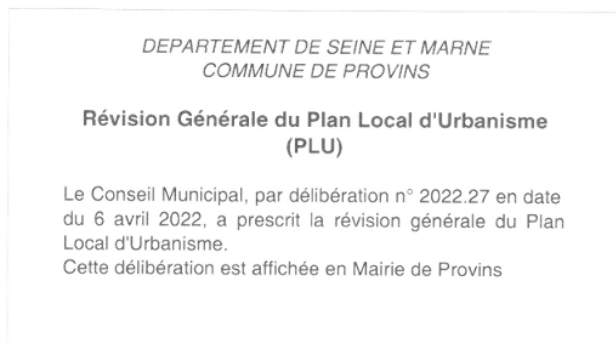 DEPARTEMENT DE SEINE ET MARNE
COMMUNE DE PROVINS
Révision Générale du Plan Local d'Urbanisme
(PLU)
Le Conseil Municipal, par délibération n° 2022.27 en date
du 6 avril 2022, a prescrit la révision générale du Plan
Local d'Urbanisme.
Cette délibération est affichée en Mairie de Provins